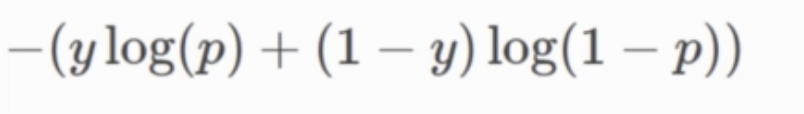 −(y log(p) + (1 − y) log(1 − p))